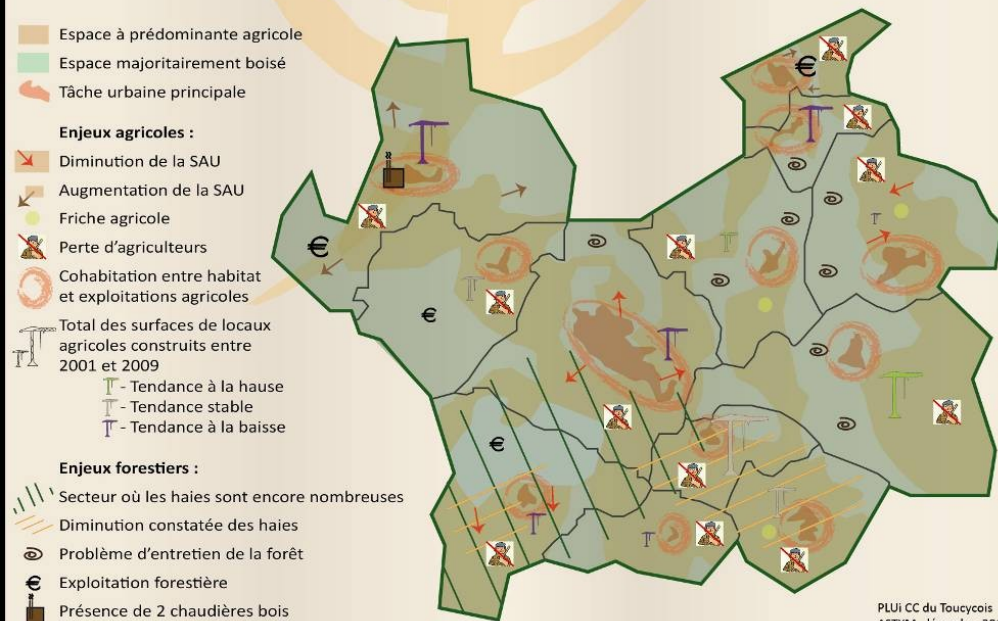 Espace à prédominante agricole
Espace majoritairement boisé
Tâche urbaine principale
Enjeux agricoles :
Diminution de la SAU
Augmentation de la SAU
Friche agricole
Perte d'agriculteurs
Cohabitation entre habitat
et exploitations agricoles
Total des surfaces de locaux
agricoles construits entre
2001 et 2009
- Tendance à la hause
- Tendance stable
- Tendance à la baisse
Enjeux forestiers :
Secteur où les haies sont encore nombreuses
Diminution constatée des haies
Problème d'entretien de la forêt
€ Exploitation forestière
Présence de 2 chaudières bois
€
€
€
€
PLUi CC du Toucycois